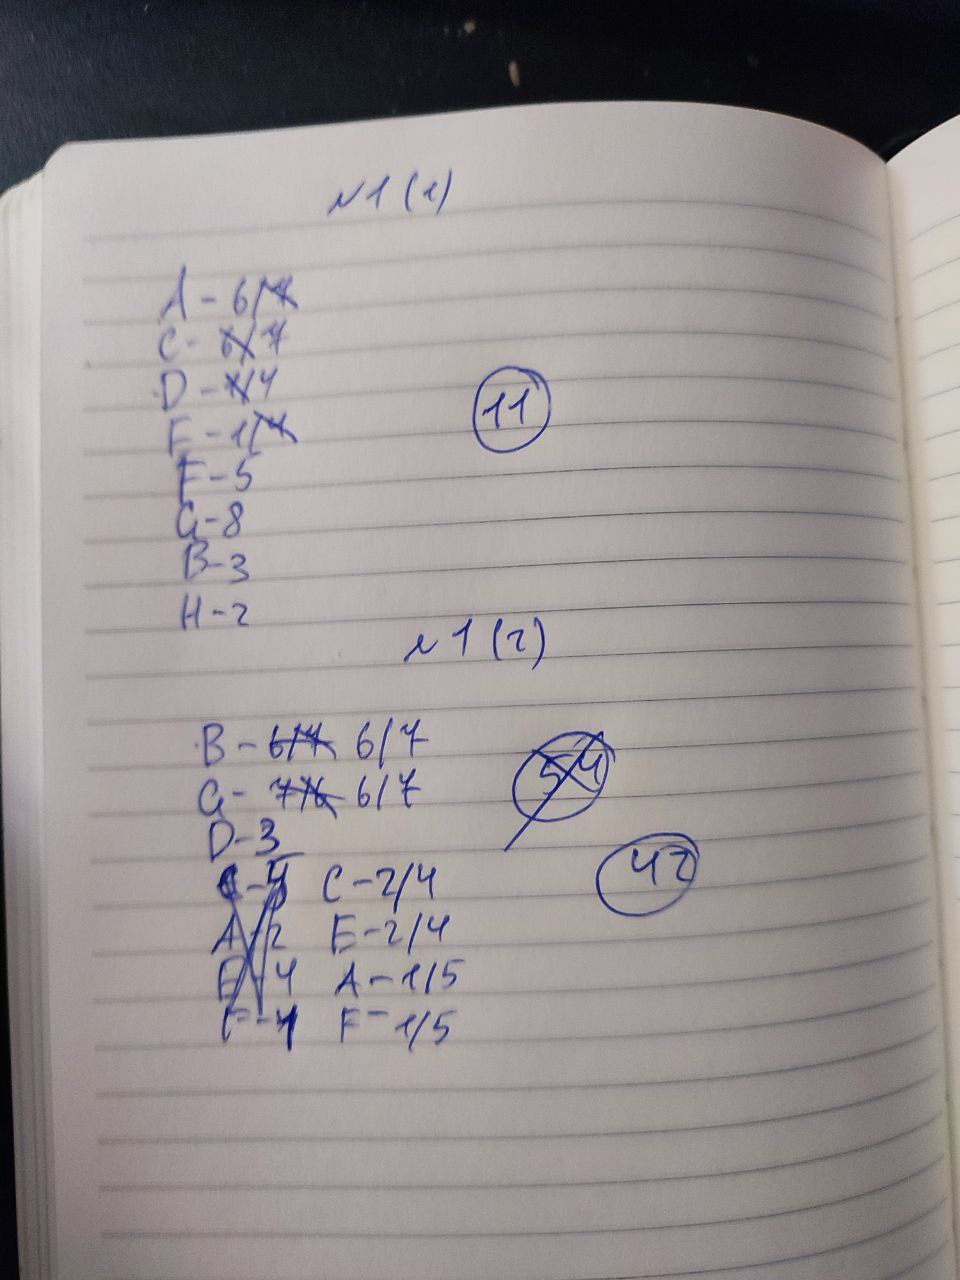 №1 (1)
A - 6/7
C - 6/7
D - 7/4
E - 1/7
11
F - 5
G - 8
B - 3
H - 2
№1 (2)
B - 6/7 6/7
G - 7/6 6/7
54
D - 3
42
C - 5 C - 2/4
A - 2 E - 2/4
E - 4 A - 1/5
F - 1 F - 1/5